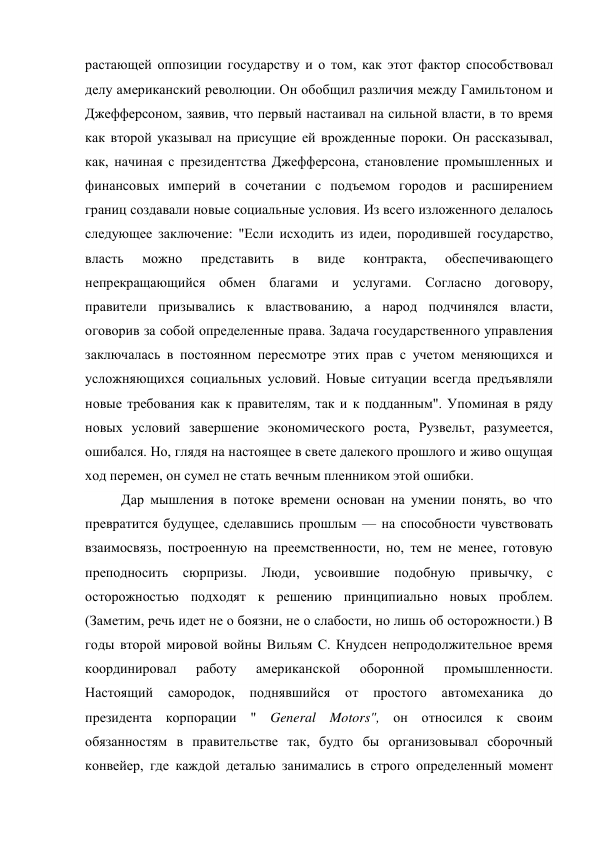 растающей оппозиции государству и о том, как этот фактор способствовал
делу американский революции. Он обобщил различия между Гамильтоном и
Джефферсоном, заявив, что первый настаивал на сильной власти, в то время
как второй указывал на присущие ей врожденные пороки. Он рассказывал,
как, начиная с президентства Джефферсона, становление промышленных и
финансовых империй в сочетании с подъемом городов и расширением
границ создавали новые социальные условия. Из всего изложенного делалось
следующее заключение: "Если исходить из идеи, породившей государство,
власть можно представить в виде контракта, обеспечивающего
непрекращающийся обмен благами и услугами. Согласно договору,
правители призывались к властвованию, а народ подчинялся власти,
оговорив за собой определенные права. Задача государственного управления
заключалась в постоянном пересмотре этих прав с учетом меняющихся и
усложняющихся социальных условий. Новые ситуации всегда предъявляли
новые требования как к правителям, так и к подданным". Упоминая в ряду
новых условий завершение экономического роста, Рузвельт, разумеется,
ошибался. Но, глядя на настоящее в свете далекого прошлого и живо ощущая
ход перемен, он сумел не стать вечным пленником этой ошибки.
Дар мышления в потоке времени основан на умении понять, во что
превратится будущее, сделавшись прошлым — на способности чувствовать
взаимосвязь, построенную на преемственности, но, тем не менее, готовую
преподносить сюрпризы. Люди, усвоившие подобную привычку, с
осторожностью подходят к решению принципиально новых проблем.
(Заметим, речь идет не о боязни, не о слабости, но лишь об осторожности.) В
годы второй мировой войны Вильям С. Кнудсен непродолжительное время
координировал работу американской оборонной промышленности.
Настоящий самородок, поднявшийся от простого автомеханика до
президента корпорации " General Motors", он относился к своим
обязанностям в правительстве так, будто бы организовывал сборочный
конвейер, где каждой деталью занимались в строго определенный момент